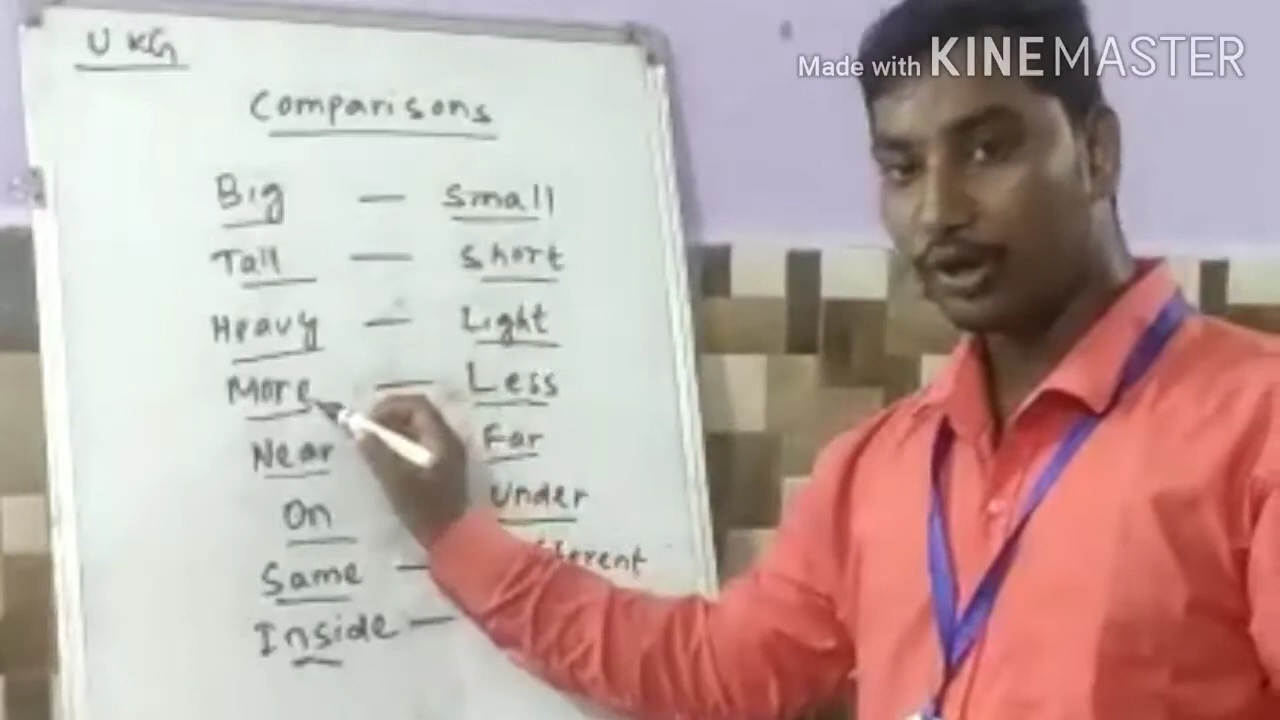 UKG
Made with KINEMASTER
Comparisons
Big — Small
Tall — Short
Heavy — Light
More — Less
Near Far
On Under
Same —
Inside —